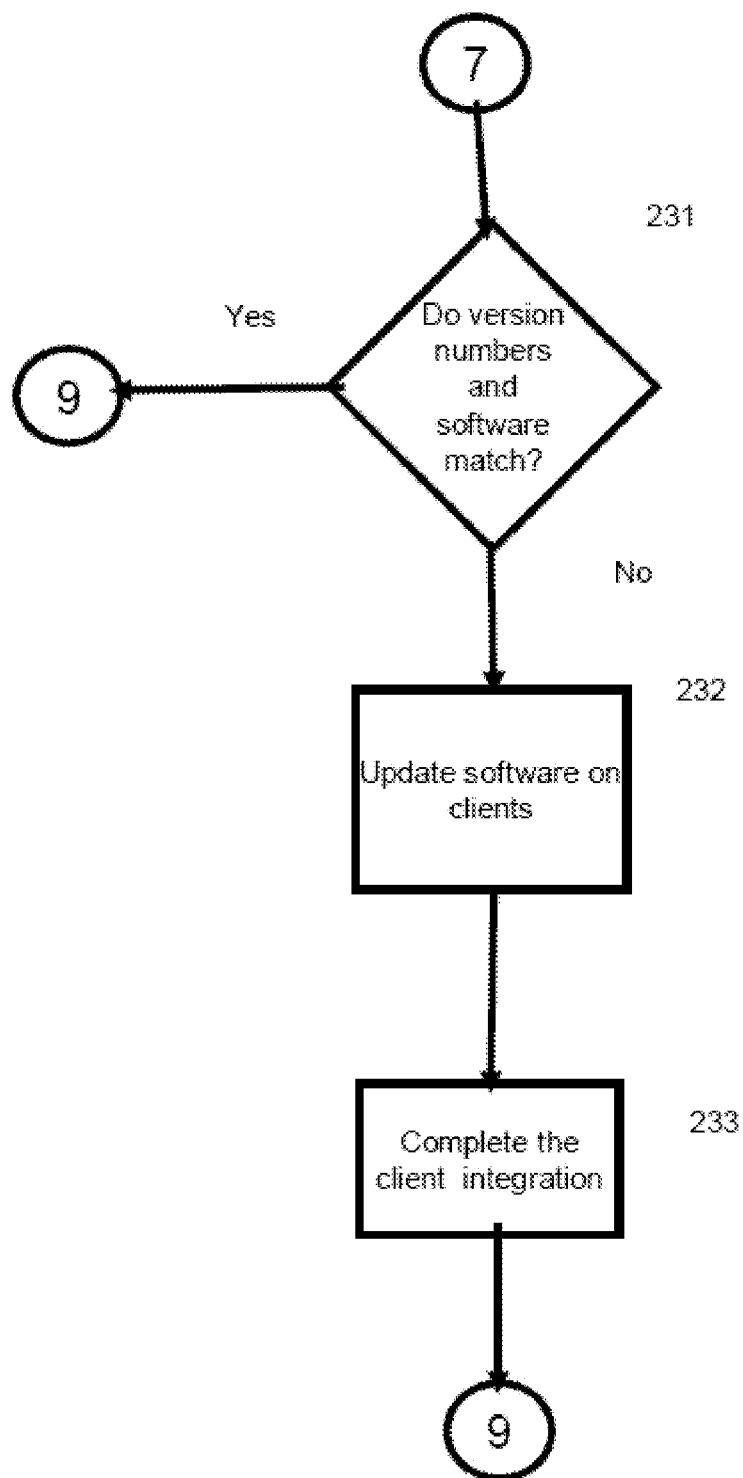 7
231
Yes
Do version
numbers
and
software
match?
9
No
232
Update software on
clients
233
Complete the
client integration
9